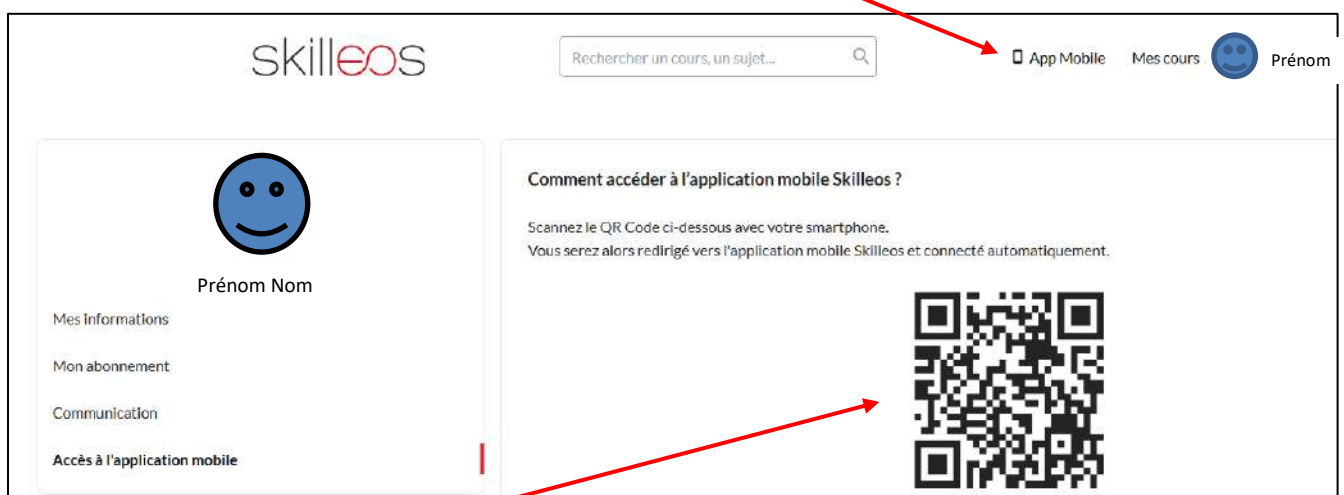 skilleos
Rechercher un cours, un sujet...
App Mobile
Mes cours
Prénom
Prénom Nom
Mes informations
Mon abonnement
Communication
Accès à l'application mobile
Comment accéder à l'application mobile Skilleos ?
Scannez le QR Code ci-dessous avec votre smartphone.
Vous serez alors redirigé vers l'application mobile Skilleos et connecté automatiquement.